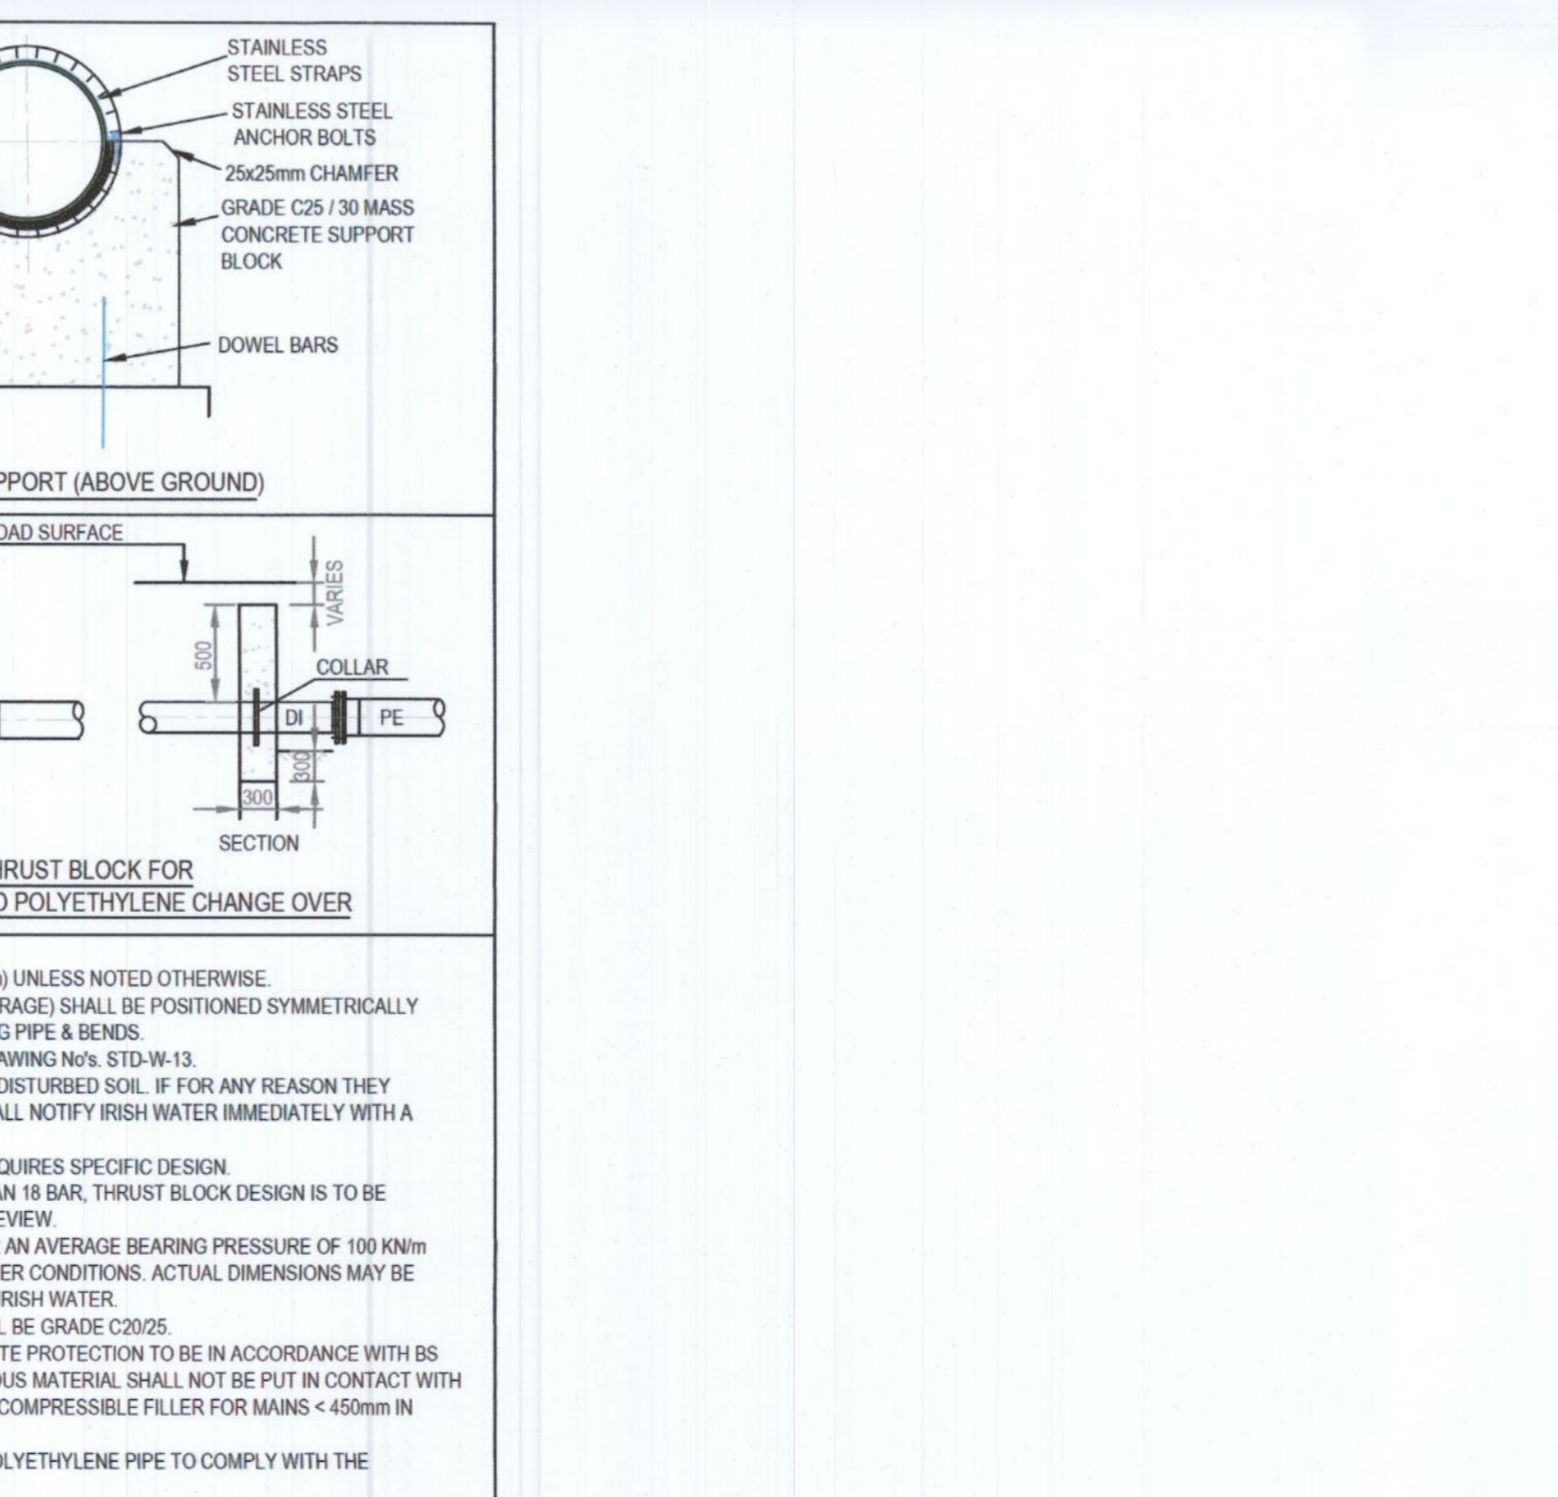 STAINLESS
STEEL STRAPS
STAINLESS STEEL
ANCHOR BOLTS
25x25mm CHAMFER
GRADE C25 / 30 MASS
CONCRETE SUPPORT
BLOCK
DOWEL BARS
PPORT (ABOVE GROUND)
OAD SURFACE
VARIES
500
COLLAR
DI
PE
300
300
SECTION
HRUST BLOCK FOR
O POLYETHYLENE CHANGE OVER
) UNLESS NOTED OTHERWISE.
RAGE) SHALL BE POSITIONED SYMMETRICALLY
G PIPE & BENDS.
AWING No's. STD-W-13.
DISTURBED SOIL. IF FOR ANY REASON THEY
ALL NOTIFY IRISH WATER IMMEDIATELY WITH A
QUIRES SPECIFIC DESIGN.
AN 18 BAR, THRUST BLOCK DESIGN IS TO BE
EVIEW.
AN AVERAGE BEARING PRESSURE OF 100 KN/m
ER CONDITIONS. ACTUAL DIMENSIONS MAY BE
IRISH WATER.
L BE GRADE C20/25.
TE PROTECTION TO BE IN ACCORDANCE WITH BS
OUS MATERIAL SHALL NOT BE PUT IN CONTACT WITH
COMPRESSIBLE FILLER FOR MAINS < 450mm IN
OLYETHYLENE PIPE TO COMPLY WITH THE